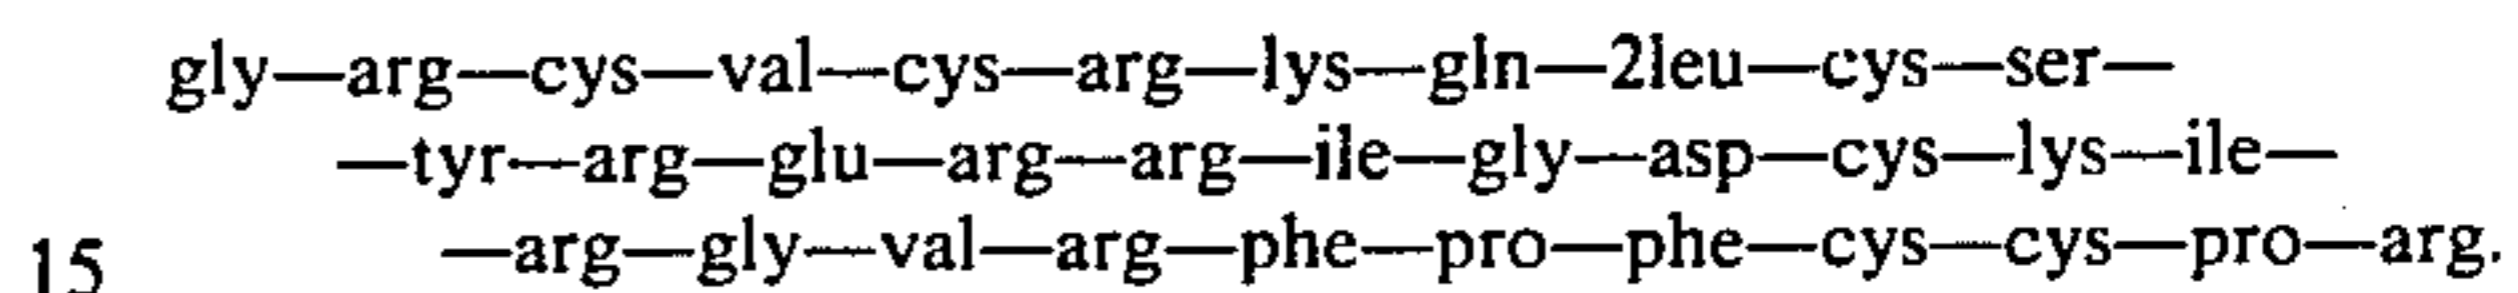 gly—arg—cys—val—cys—arg—lys—gln—2leu—cys—ser—
—tyr—arg—glu—arg—arg—ile—gly—asp—cys—lys—ile—
15 —arg—gly—val—arg—phe—pro—phe—cys—cys—pro—arg.